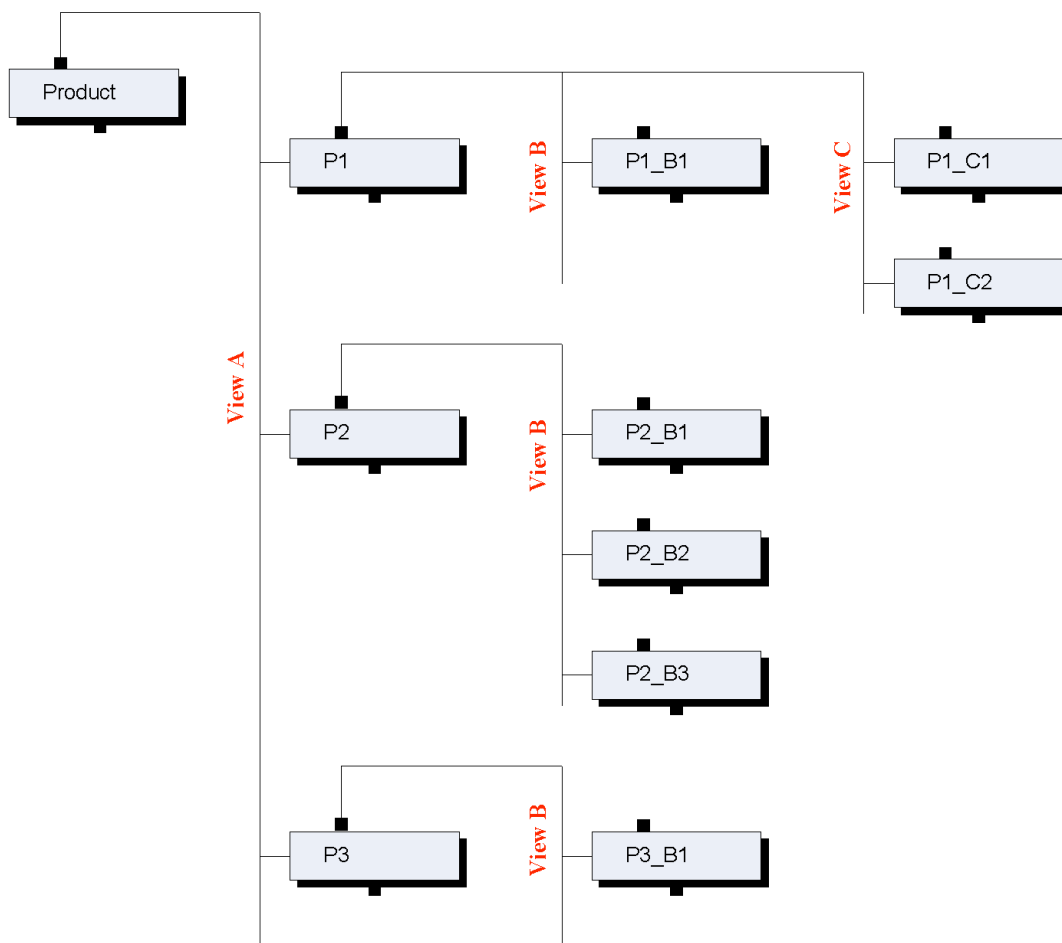 Product
P1
View B
P1_B1
View C
P1_C1
P1_C2
View A
P2
View B
P2_B1
P2_B2
P2_B3
P3
View B
P3_B1